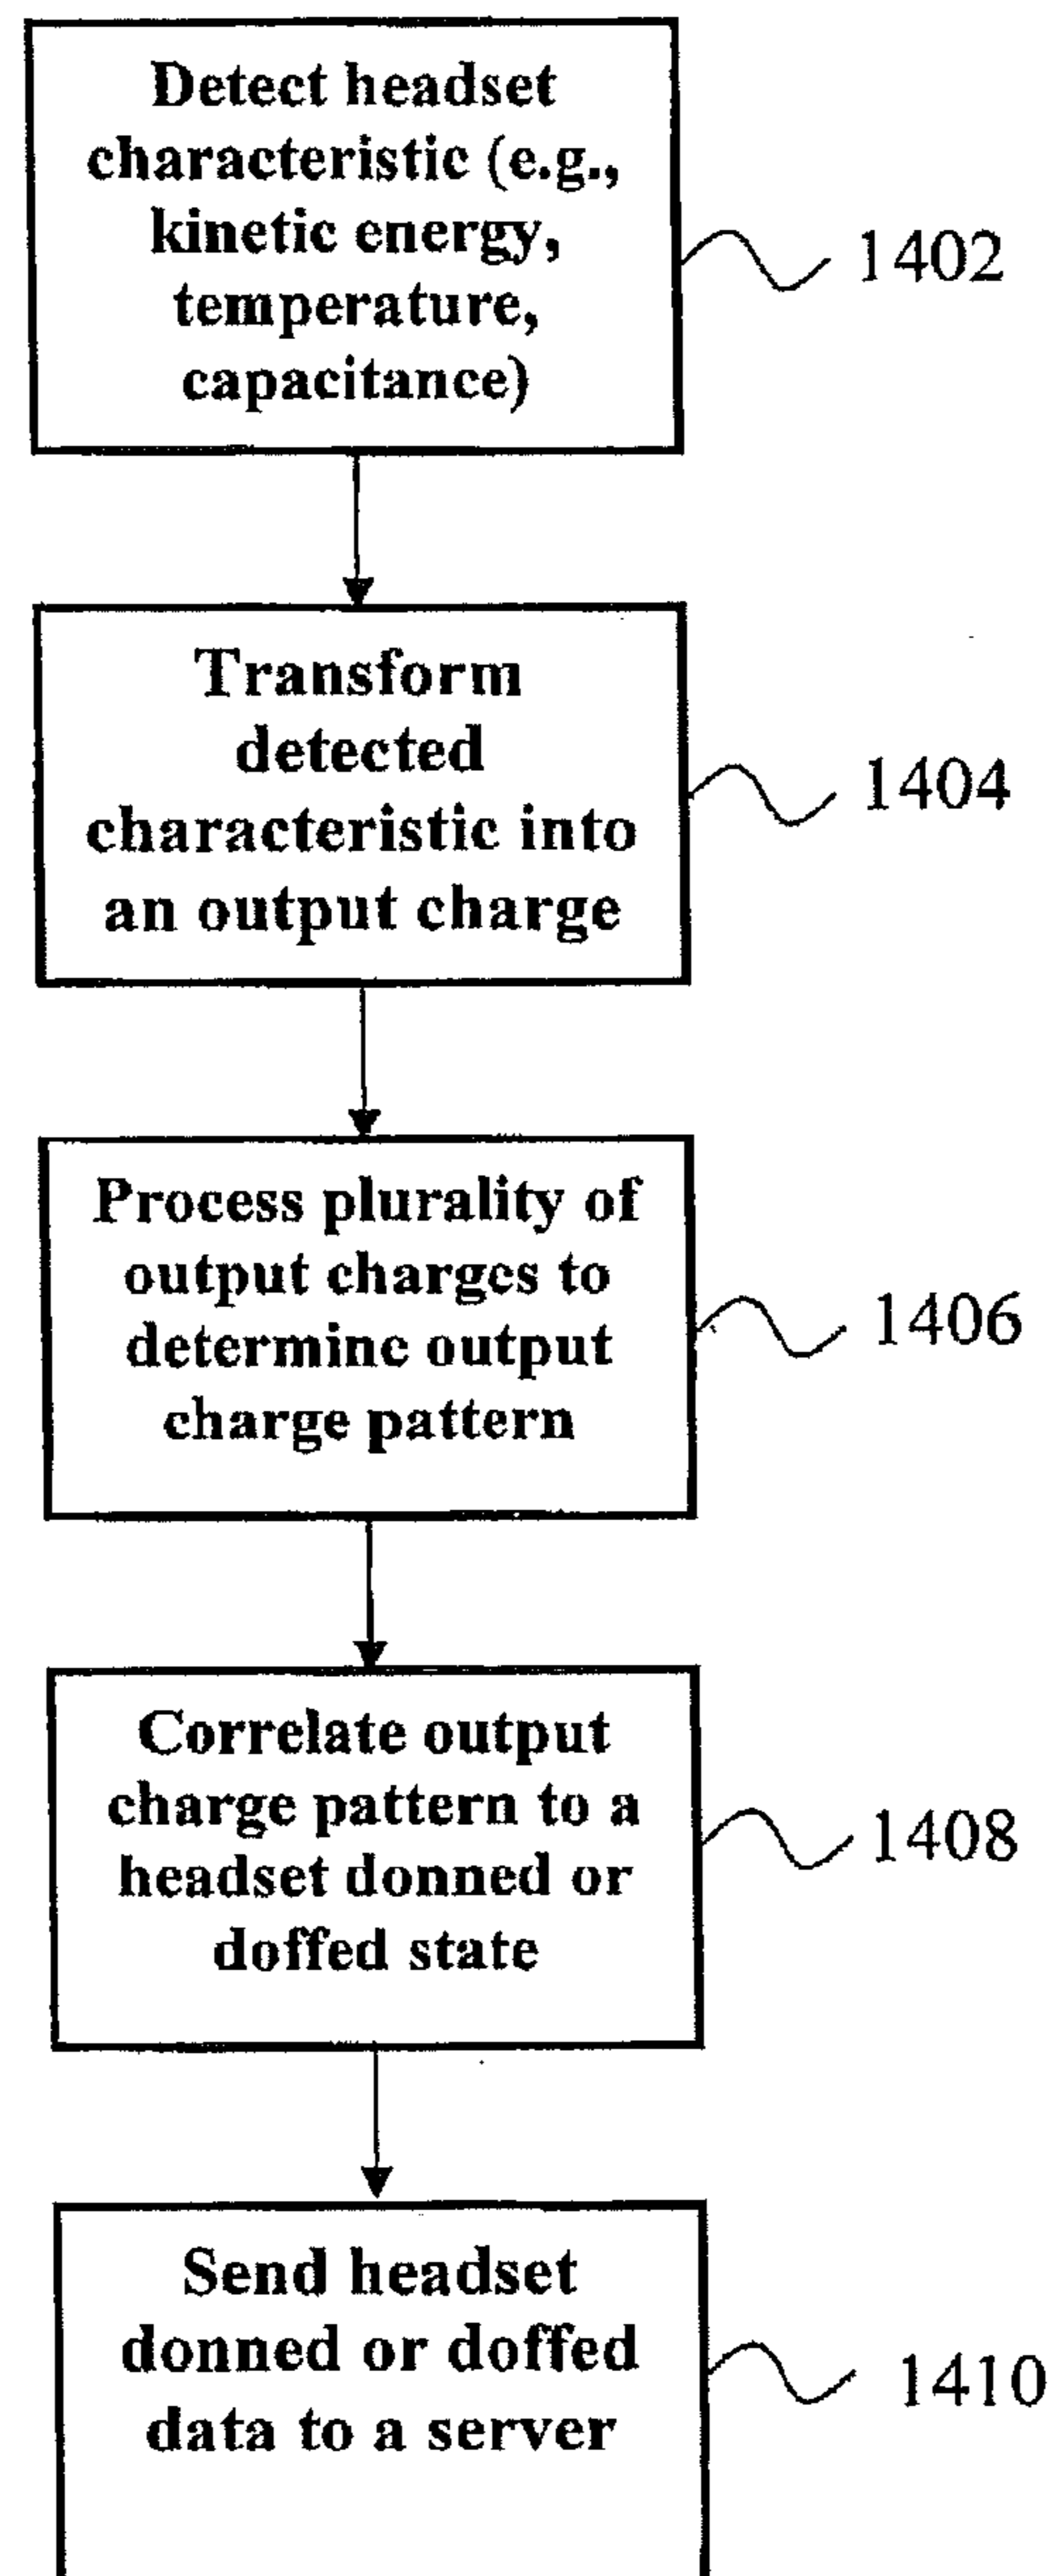 Detect headset
characteristic (e.g.,
kinetic energy,
temperature,
capacitance)
1402
Transform
detected
characteristic into
an output charge
1404
Process plurality of
output charges to
determine output
charge pattern
1406
Correlate output
charge pattern to a
headset donned or
doffed state
1408
Send headset
donned or doffed
data to a server
1410